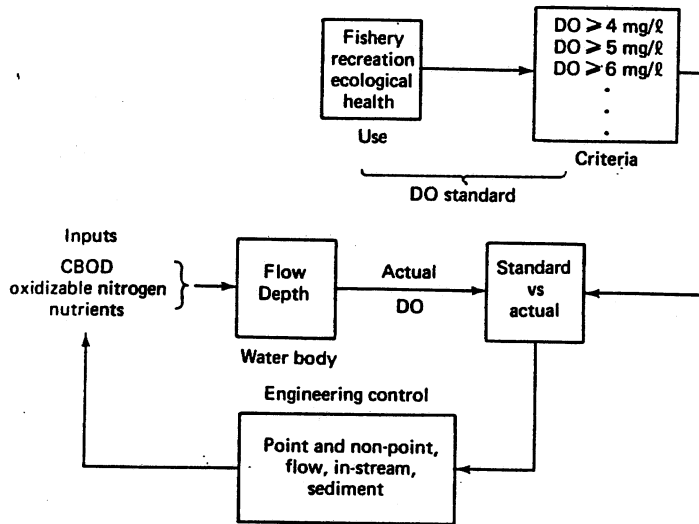 Fishery
recreation
ecological
health
Use
DO ⩾ 4 mg/ℓ
DO ⩾ 5 mg/ℓ
DO ⩾ 6 mg/ℓ
.
.
.
Criteria
DO standard
Inputs
CBOD
oxidizable nitrogen
nutrients
Flow
Depth
Water body
Actual
DO
Standard
vs
actual
Engineering control
Point and non-point,
flow, in-stream,
sediment